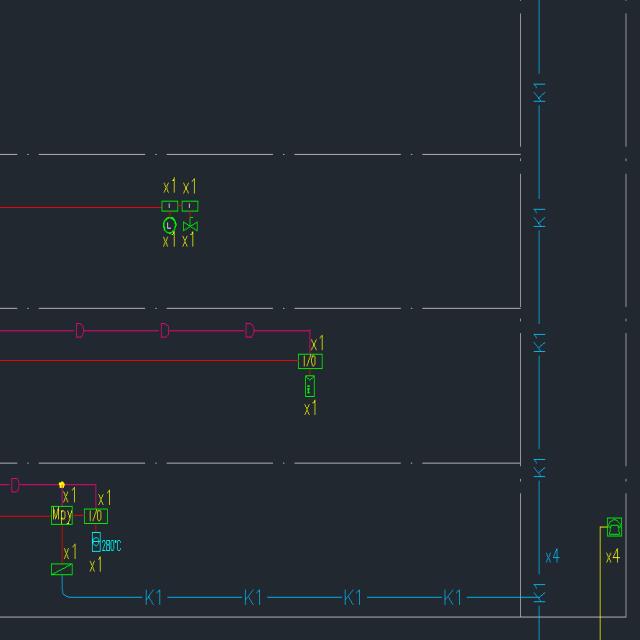 K1
x1 x1
I I
L
x1 x1
K1
D D D
x1
K1
I/O
x1
K1
D
x1 x1
Mpy I/O
280°C
x1
x1
x4 x4
K1 K1 K1 K1 K1